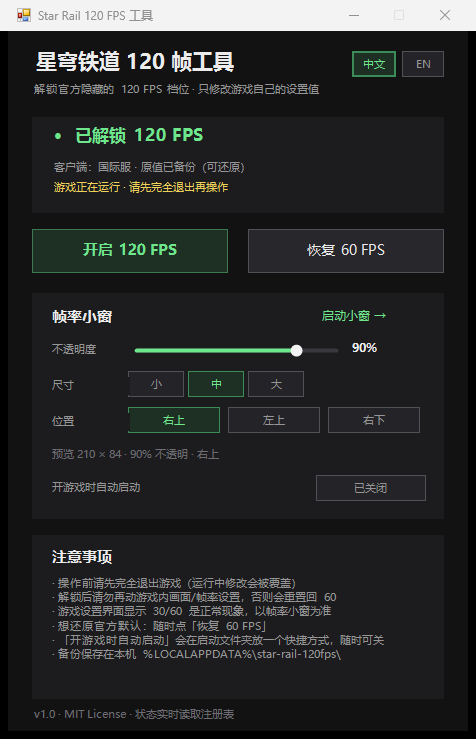 Star Rail 120 FPS 工具
星穹铁道 120 帧工具
中文 EN
解锁官方隐藏的 120 FPS 档位 · 只修改游戏自己的设置值
• 已解锁 120 FPS
客户端：国际服 · 原值已备份（可还原）
游戏正在运行 · 请先完全退出再操作
开启 120 FPS 恢复 60 FPS
帧率小窗 启动小窗 →
不透明度 90%
尺寸 小 中 大
位置 右上 左上 右下
预览 210 × 84 · 90% 不透明 · 右上
开游戏时自动启动 已关闭
注意事项
· 操作前请先完全退出游戏（运行中修改会被覆盖）
· 解锁后请勿再动游戏内画面/帧率设置，否则会重置回 60
· 游戏设置界面显示 30/60 是正常现象，以帧率小窗为准
· 想还原官方默认：随时点「恢复 60 FPS」
· 「开游戏时自动启动」会在启动文件夹放一个快捷方式，随时可关
· 备份保存在本机 %LOCALAPPDATA%\star-rail-120fps\
v1.0 · MIT License · 状态实时读取注册表